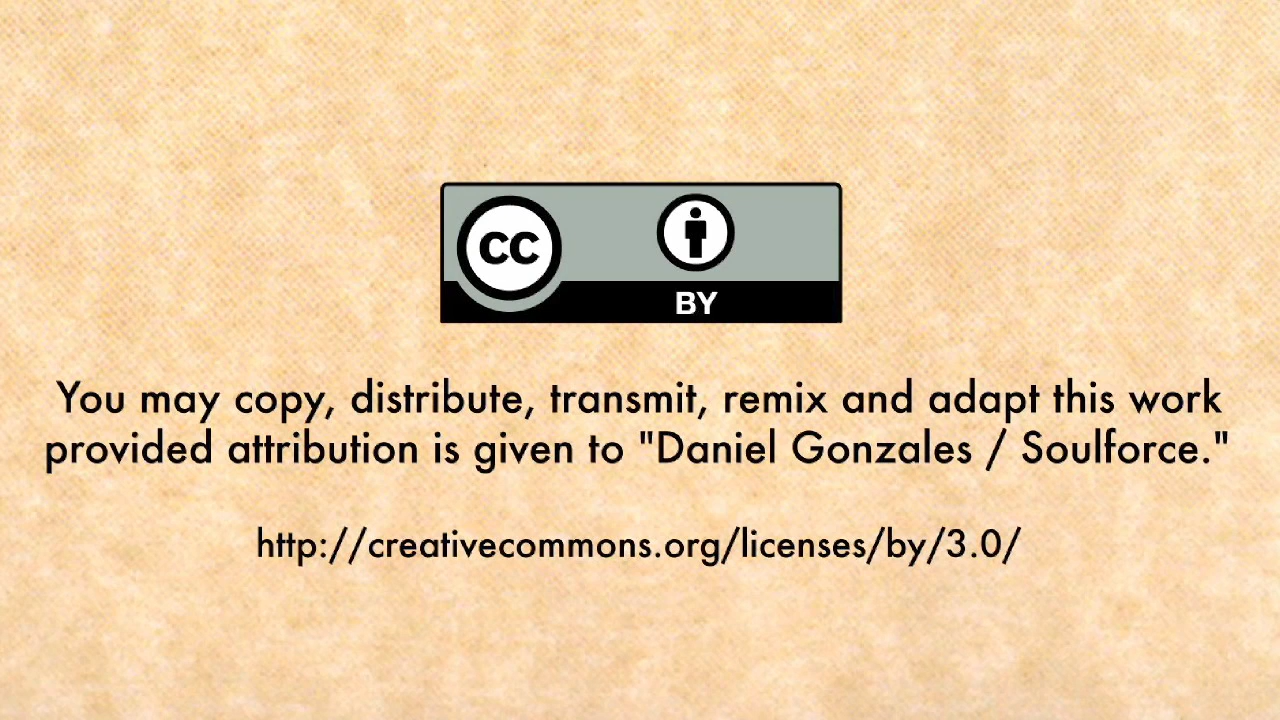 CC
BY
You may copy, distribute, transmit, remix and adapt this work
provided attribution is given to "Daniel Gonzales / Soulforce."
http://creativecommons.org/licenses/by/3.0/